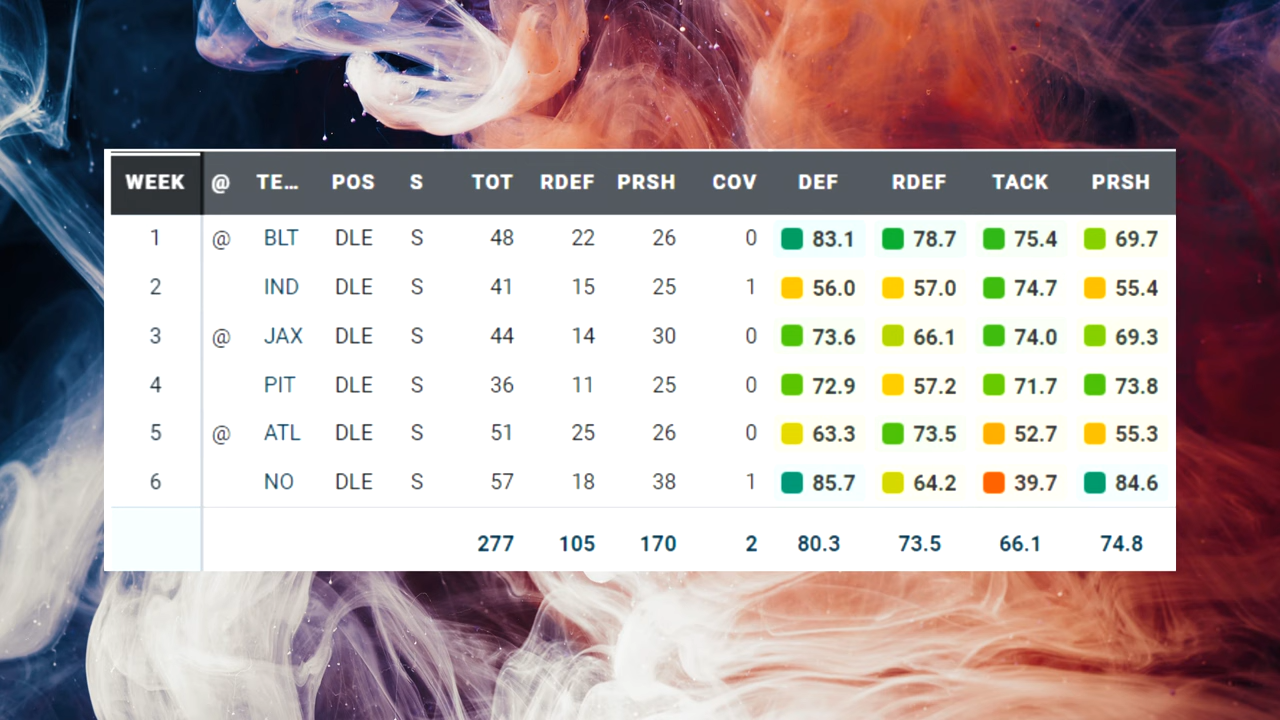 WEEK @ TE... POS S TOT RDEF PRSH COV DEF RDEF TACK PRSH
1 @ BLT DLE S 48 22 26 0 83.1 78.7 75.4 69.7
2 IND DLE S 41 15 25 1 56.0 57.0 74.7 55.4
3 @ JAX DLE S 44 14 30 0 73.6 66.1 74.0 69.3
4 PIT DLE S 36 11 25 0 72.9 57.2 71.7 73.8
5 @ ATL DLE S 51 25 26 0 63.3 73.5 52.7 55.3
6 NO DLE S 57 18 38 1 85.7 64.2 39.7 84.6
277 105 170 2 80.3 73.5 66.1 74.8